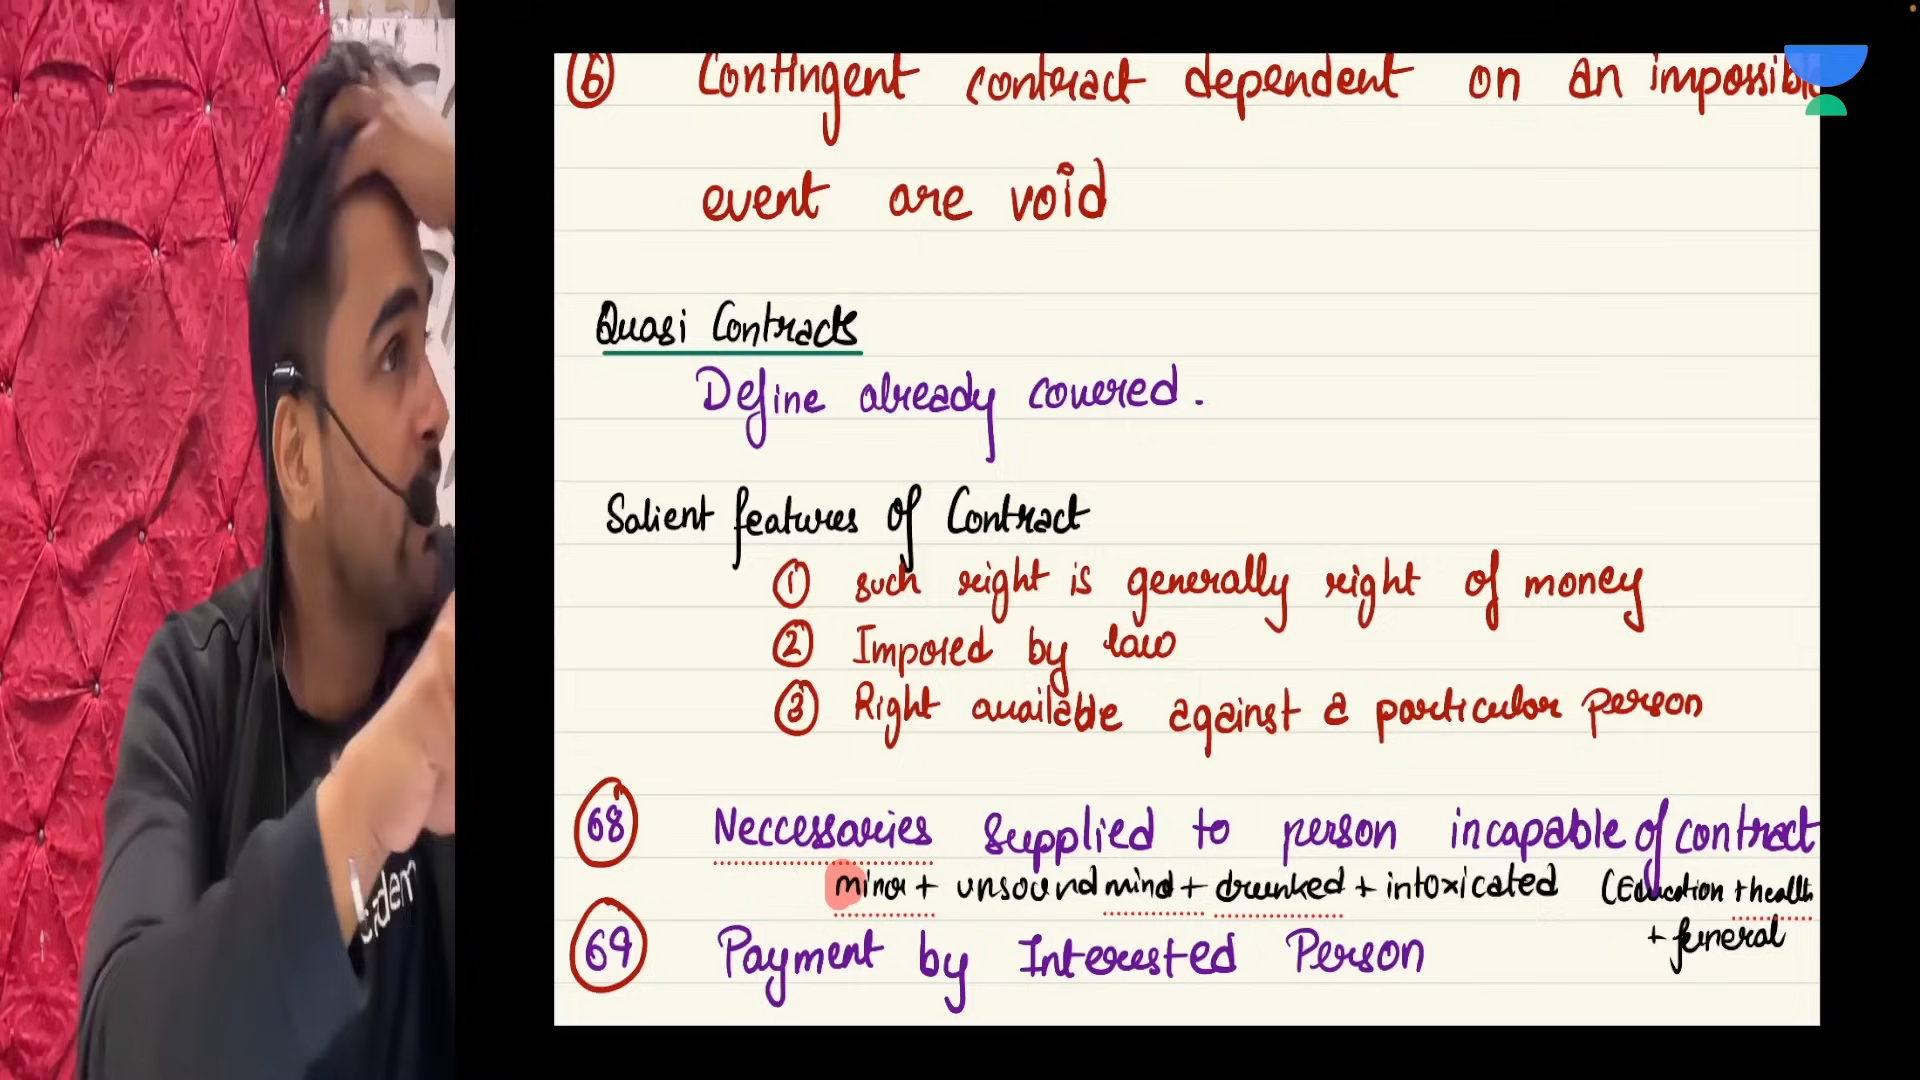 6 Contingent contract dependent on an impossib
event are void
Quasi Contracts
Define already covered.
Salient features of Contract
1 such right is generally right of money
2 Imposed by law
3 Right available against a particular person
68 Neccessaries supplied to person incapable of contract
minor + unsound mind + drunked + intoxicated (Education + health
+ funeral
69 Payment by Interested Person
cadem